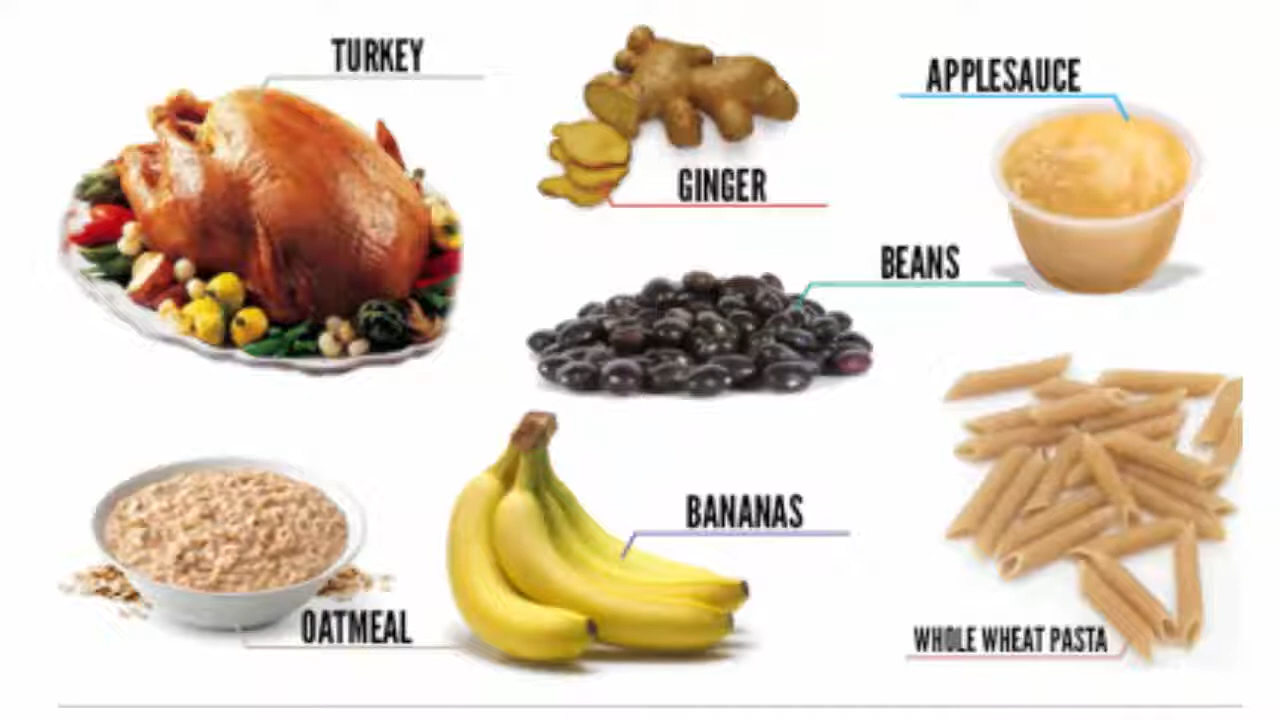 TURKEY
GINGER
APPLESAUCE
BEANS
BANANAS
OATMEAL
WHOLE WHEAT PASTA